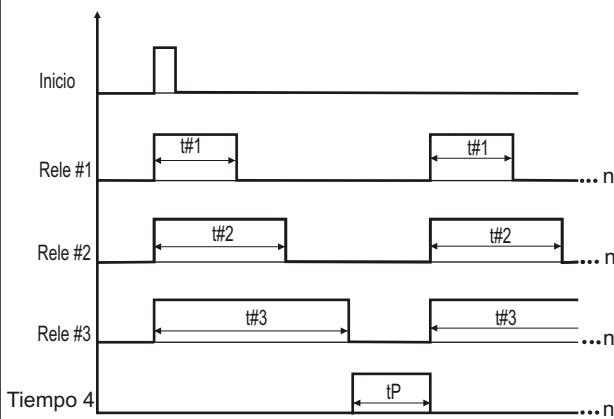 Inicio
t#1 t#1
Rele #1
... n
t#2 t#2
Rele #2
... n
t#3 t#3
Rele #3
...n
tP
Tiempo 4
...n